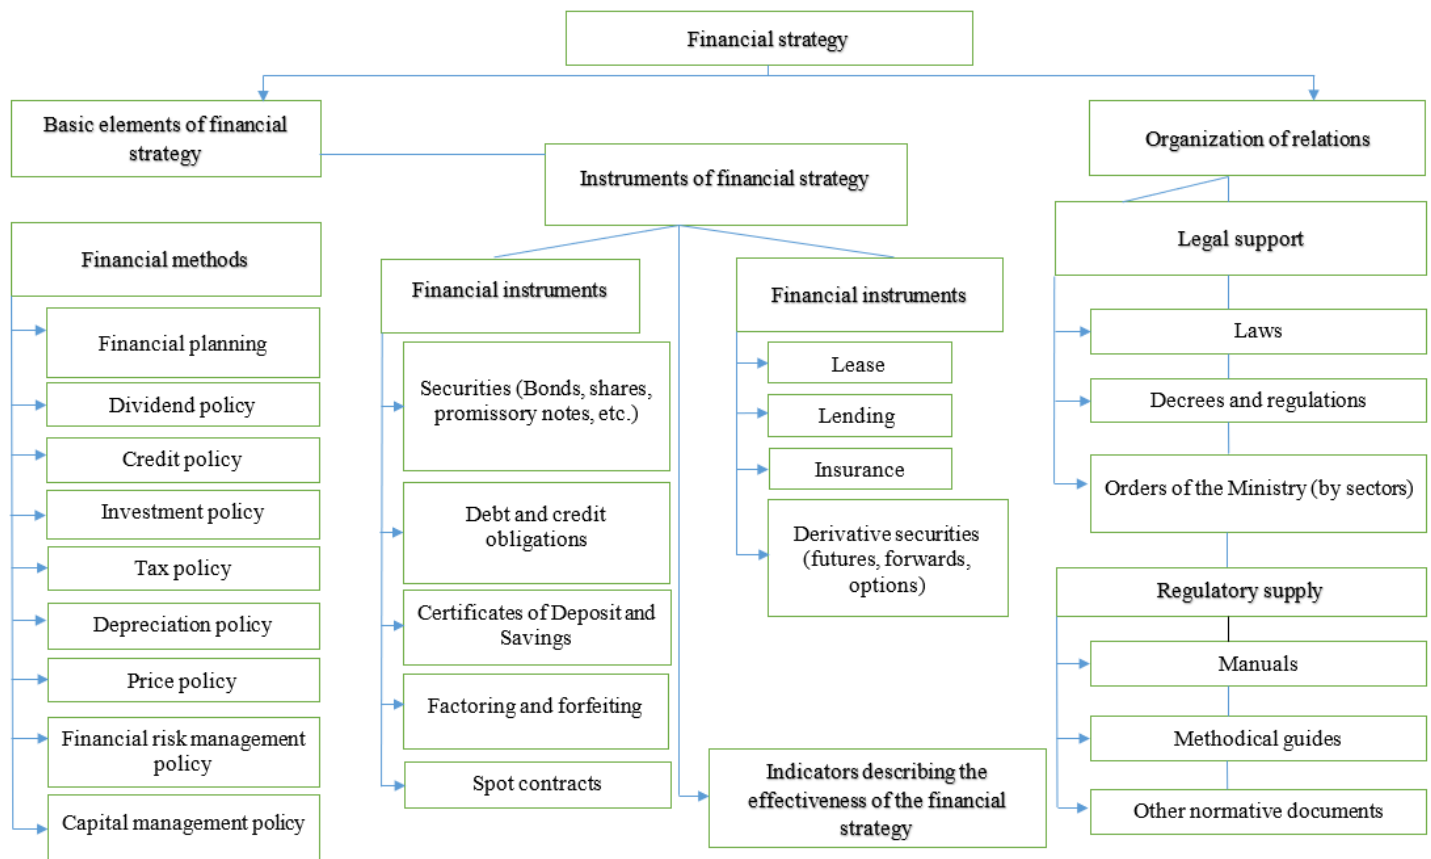 Financial strategy
Basic elements of financial
strategy
Instruments of financial strategy
Organization of relations
Financial methods
Financial planning
Dividend policy
Credit policy
Investment policy
Tax policy
Depreciation policy
Price policy
Financial risk management
policy
Capital management policy
Financial instruments
Securities (Bonds, shares,
promissory notes, etc.)
Debt and credit
obligations
Certificates of Deposit and
Savings
Factoring and forfeiting
Spot contracts
Financial instruments
Lease
Lending
Insurance
Derivative securities
(futures, forwards,
options)
Indicators describing the
effectiveness of the financial
strategy
Legal support
Laws
Decrees and regulations
Orders of the Ministry (by sectors)
Regulatory supply
Manuals
Methodical guides
Other normative documents